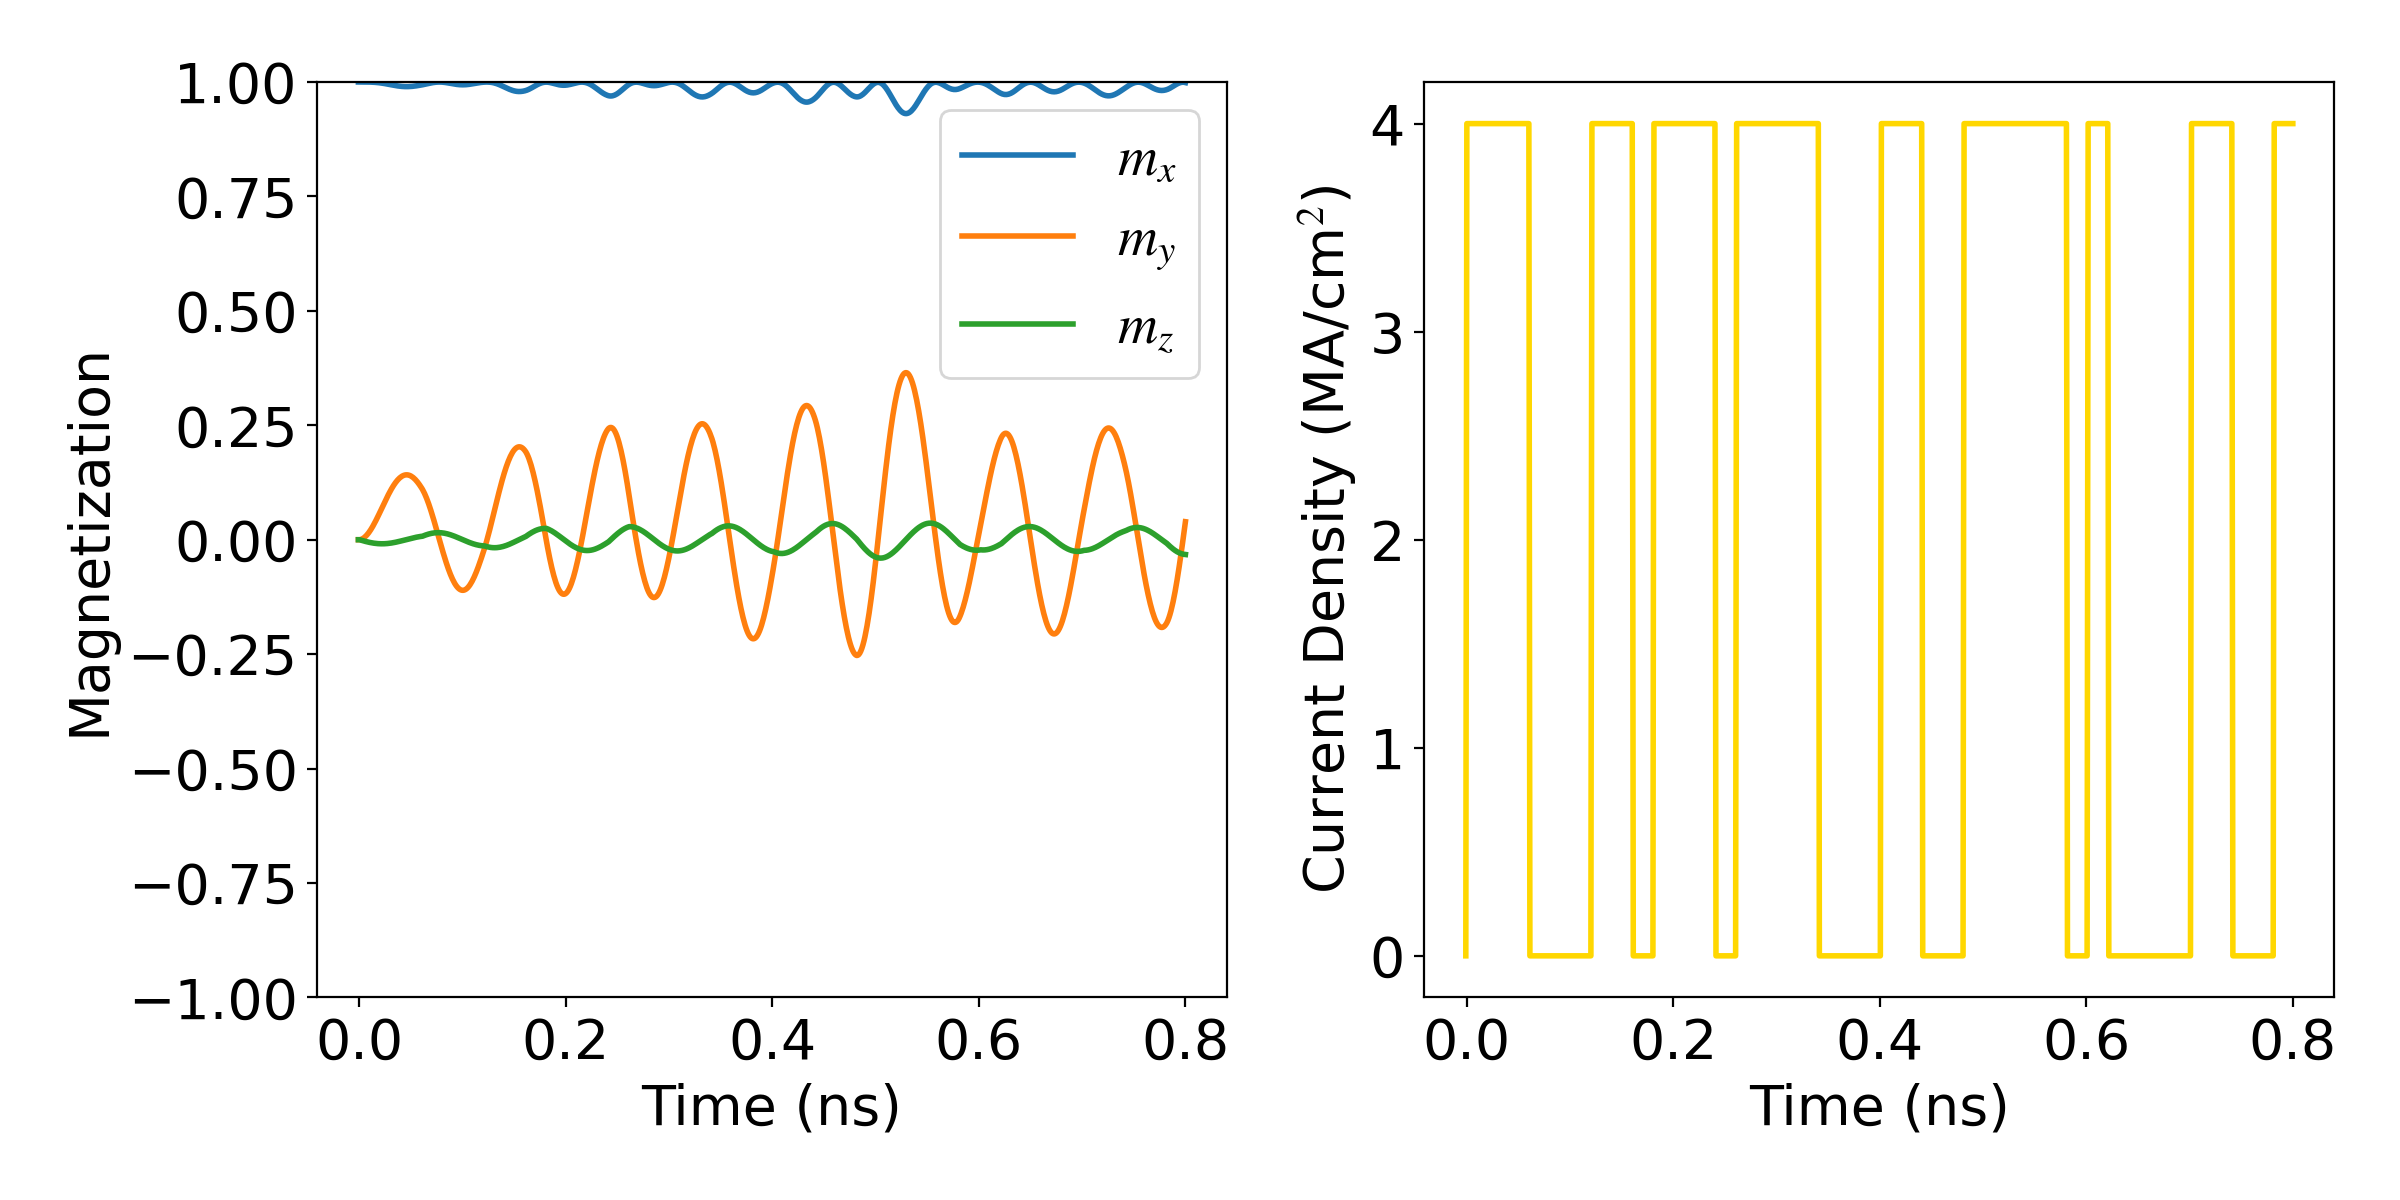 Magnetization
1.00
0.75
0.50
0.25
0.00
−0.25
−0.50
−0.75
−1.00
0.0 0.2 0.4 0.6 0.8
Time (ns)
mₓ
m_y
m_z
Current Density (MA/cm²)
4
3
2
1
0
0.0 0.2 0.4 0.6 0.8
Time (ns)